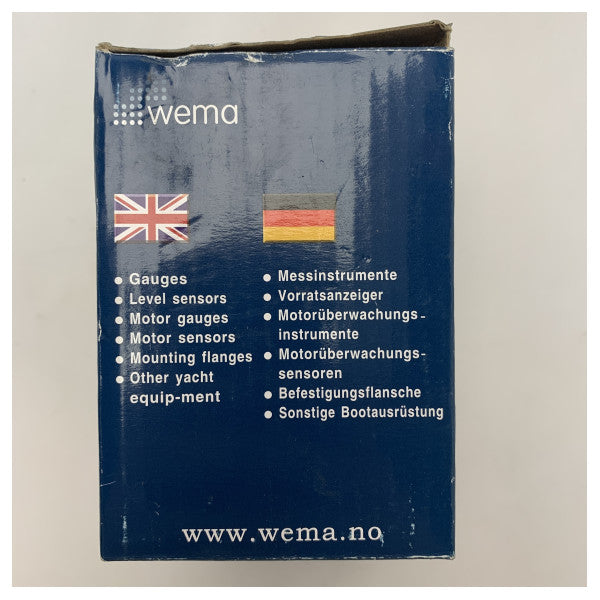 wema
• Gauges
• Level sensors
• Motor gauges
• Motor sensors
• Mounting flanges
• Other yacht
equip-ment
• Messinstrumente
• Vorratsanzeiger
• Motorüberwachungs-
instrumente
• Motorüberwachungs-
sensoren
• Befestigungsflansche
• Sonstige Bootausrüstung
www.wema.no